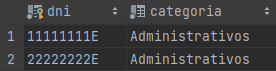 dni categoria
1 11111111E Administrativos
2 22222222E Administrativos